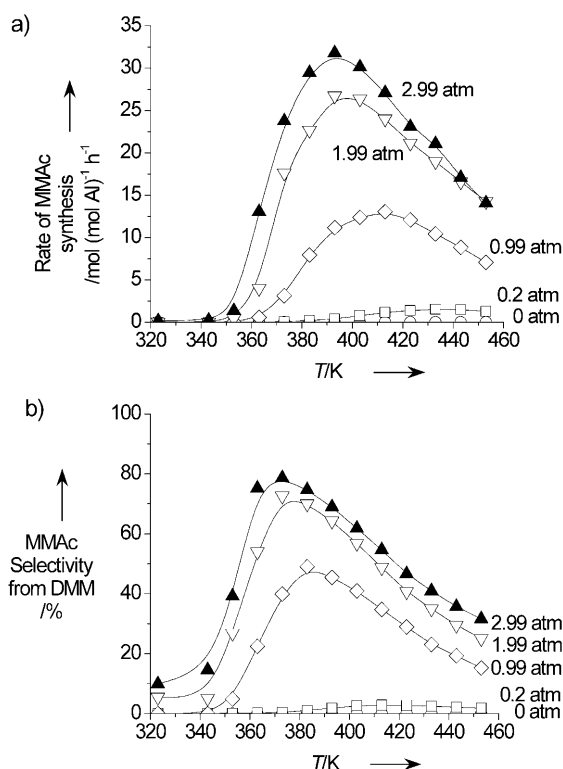 a)
35
30
25
20
15
10
5
0
Rate of MMAc
synthesis
/mol (mol Al)⁻¹ h⁻¹
2.99 atm
1.99 atm
0.99 atm
0.2 atm
0 atm
320 340 360 380 400 420 440 460
T/K
b)
100
80
60
40
20
0
MMAc
Selectivity
from DMM
/%
2.99 atm
1.99 atm
0.99 atm
0.2 atm
0 atm
320 340 360 380 400 420 440 460
T/K